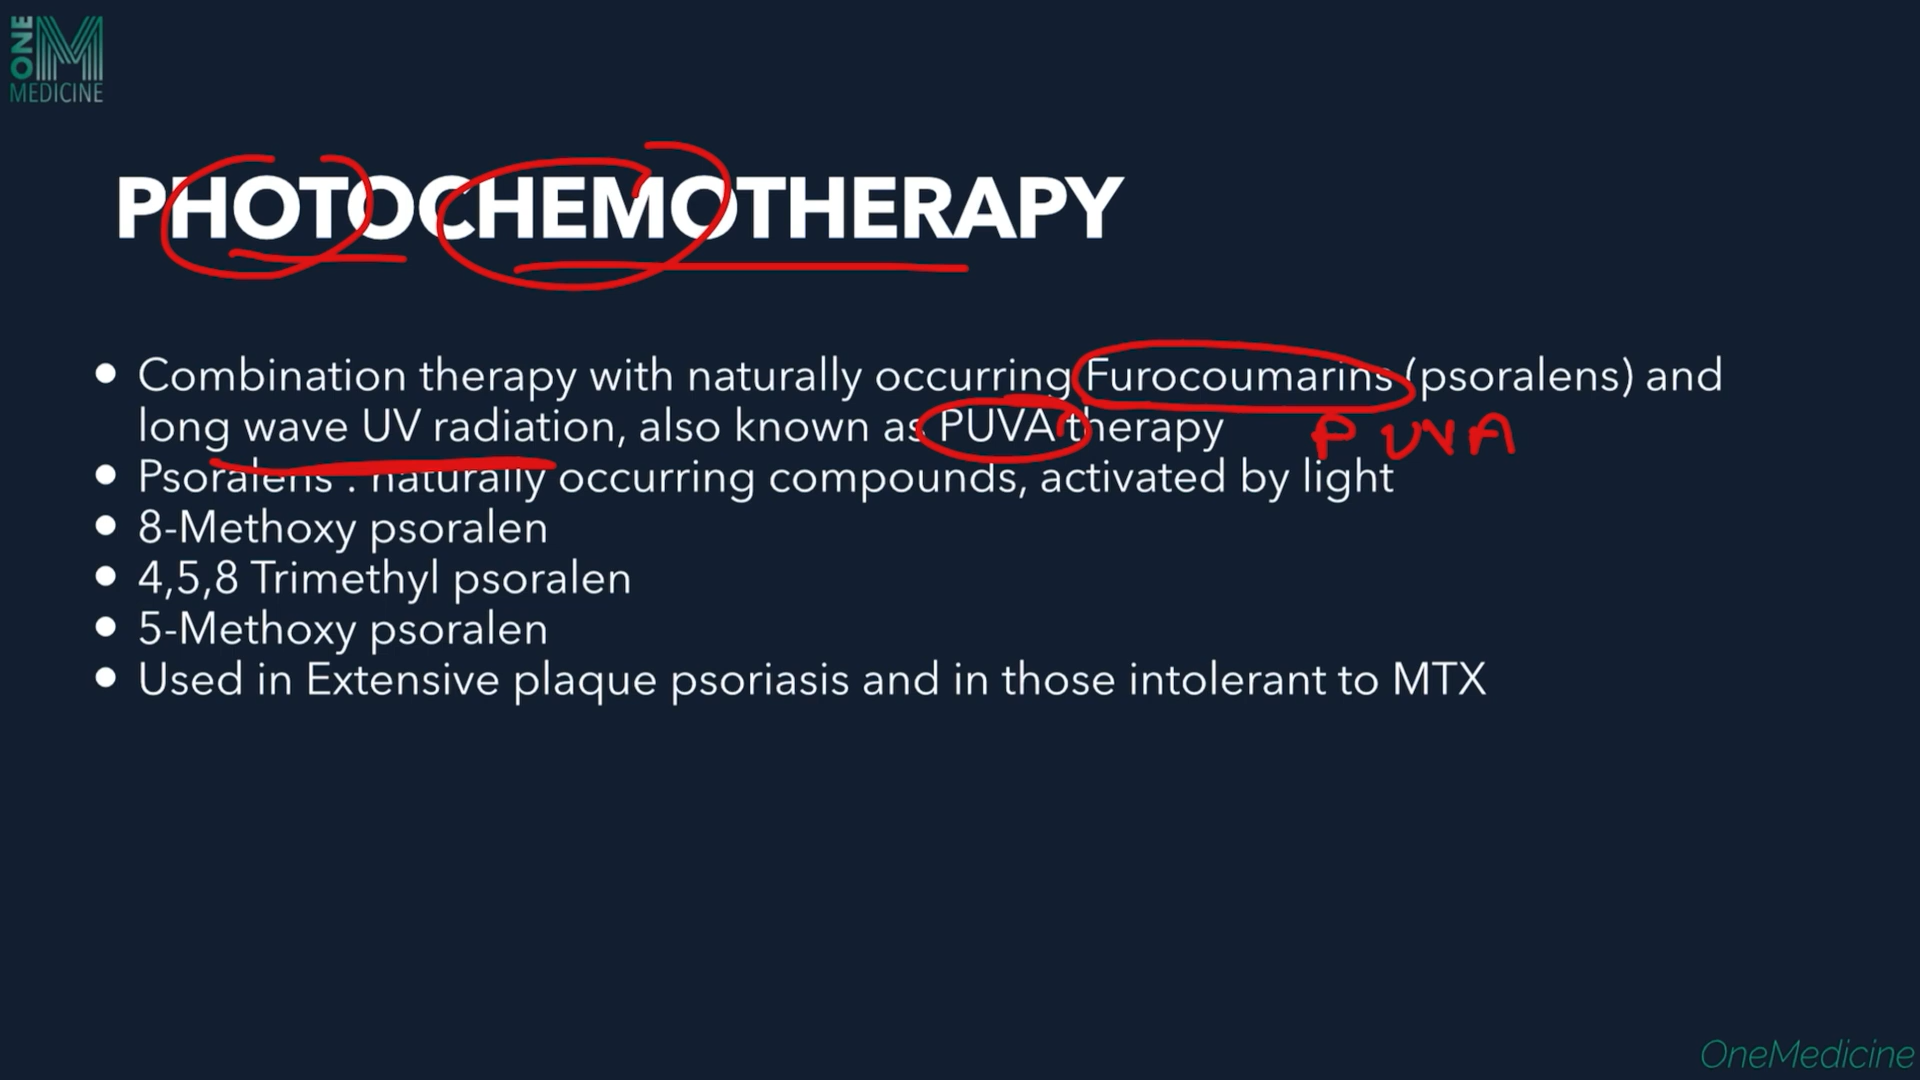 ONE
M
MEDICINE
PHOTOCHEMOTHERAPY
• Combination therapy with naturally occurring Furocoumarins (psoralens) and
long wave UV radiation, also known as PUVA therapy
PUVA
• Psoralens : naturally occurring compounds, activated by light
• 8-Methoxy psoralen
• 4,5,8 Trimethyl psoralen
• 5-Methoxy psoralen
• Used in Extensive plaque psoriasis and in those intolerant to MTX
OneMedicine